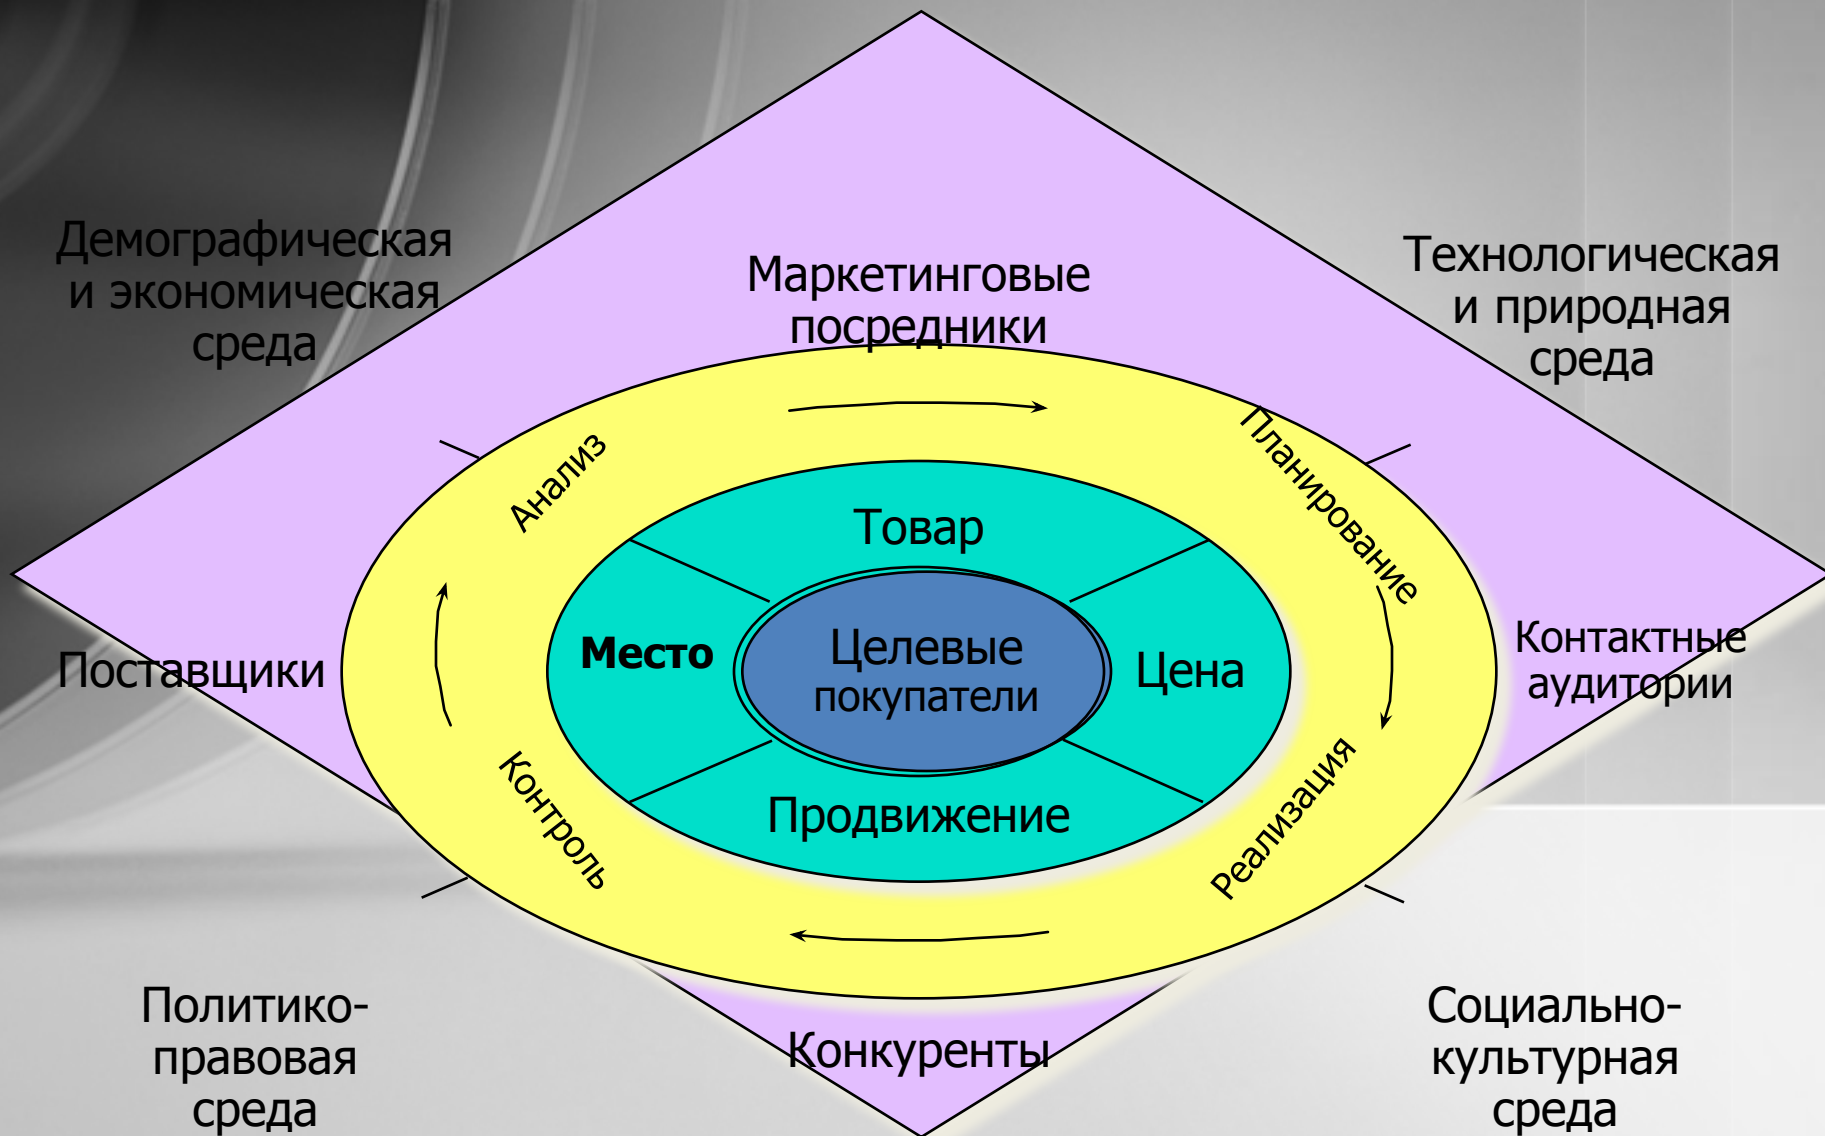 Демографическая
и экономическая
среда
Маркетинговые
посредники
Технологическая
и природная
среда
Анализ
Планирование
Товар
Поставщики
Место
Целевые
покупатели
Цена
Контактные
аудитории
Контроль
Продвижение
Реализация
Политико-
правовая
среда
Конкуренты
Социально-
культурная
среда